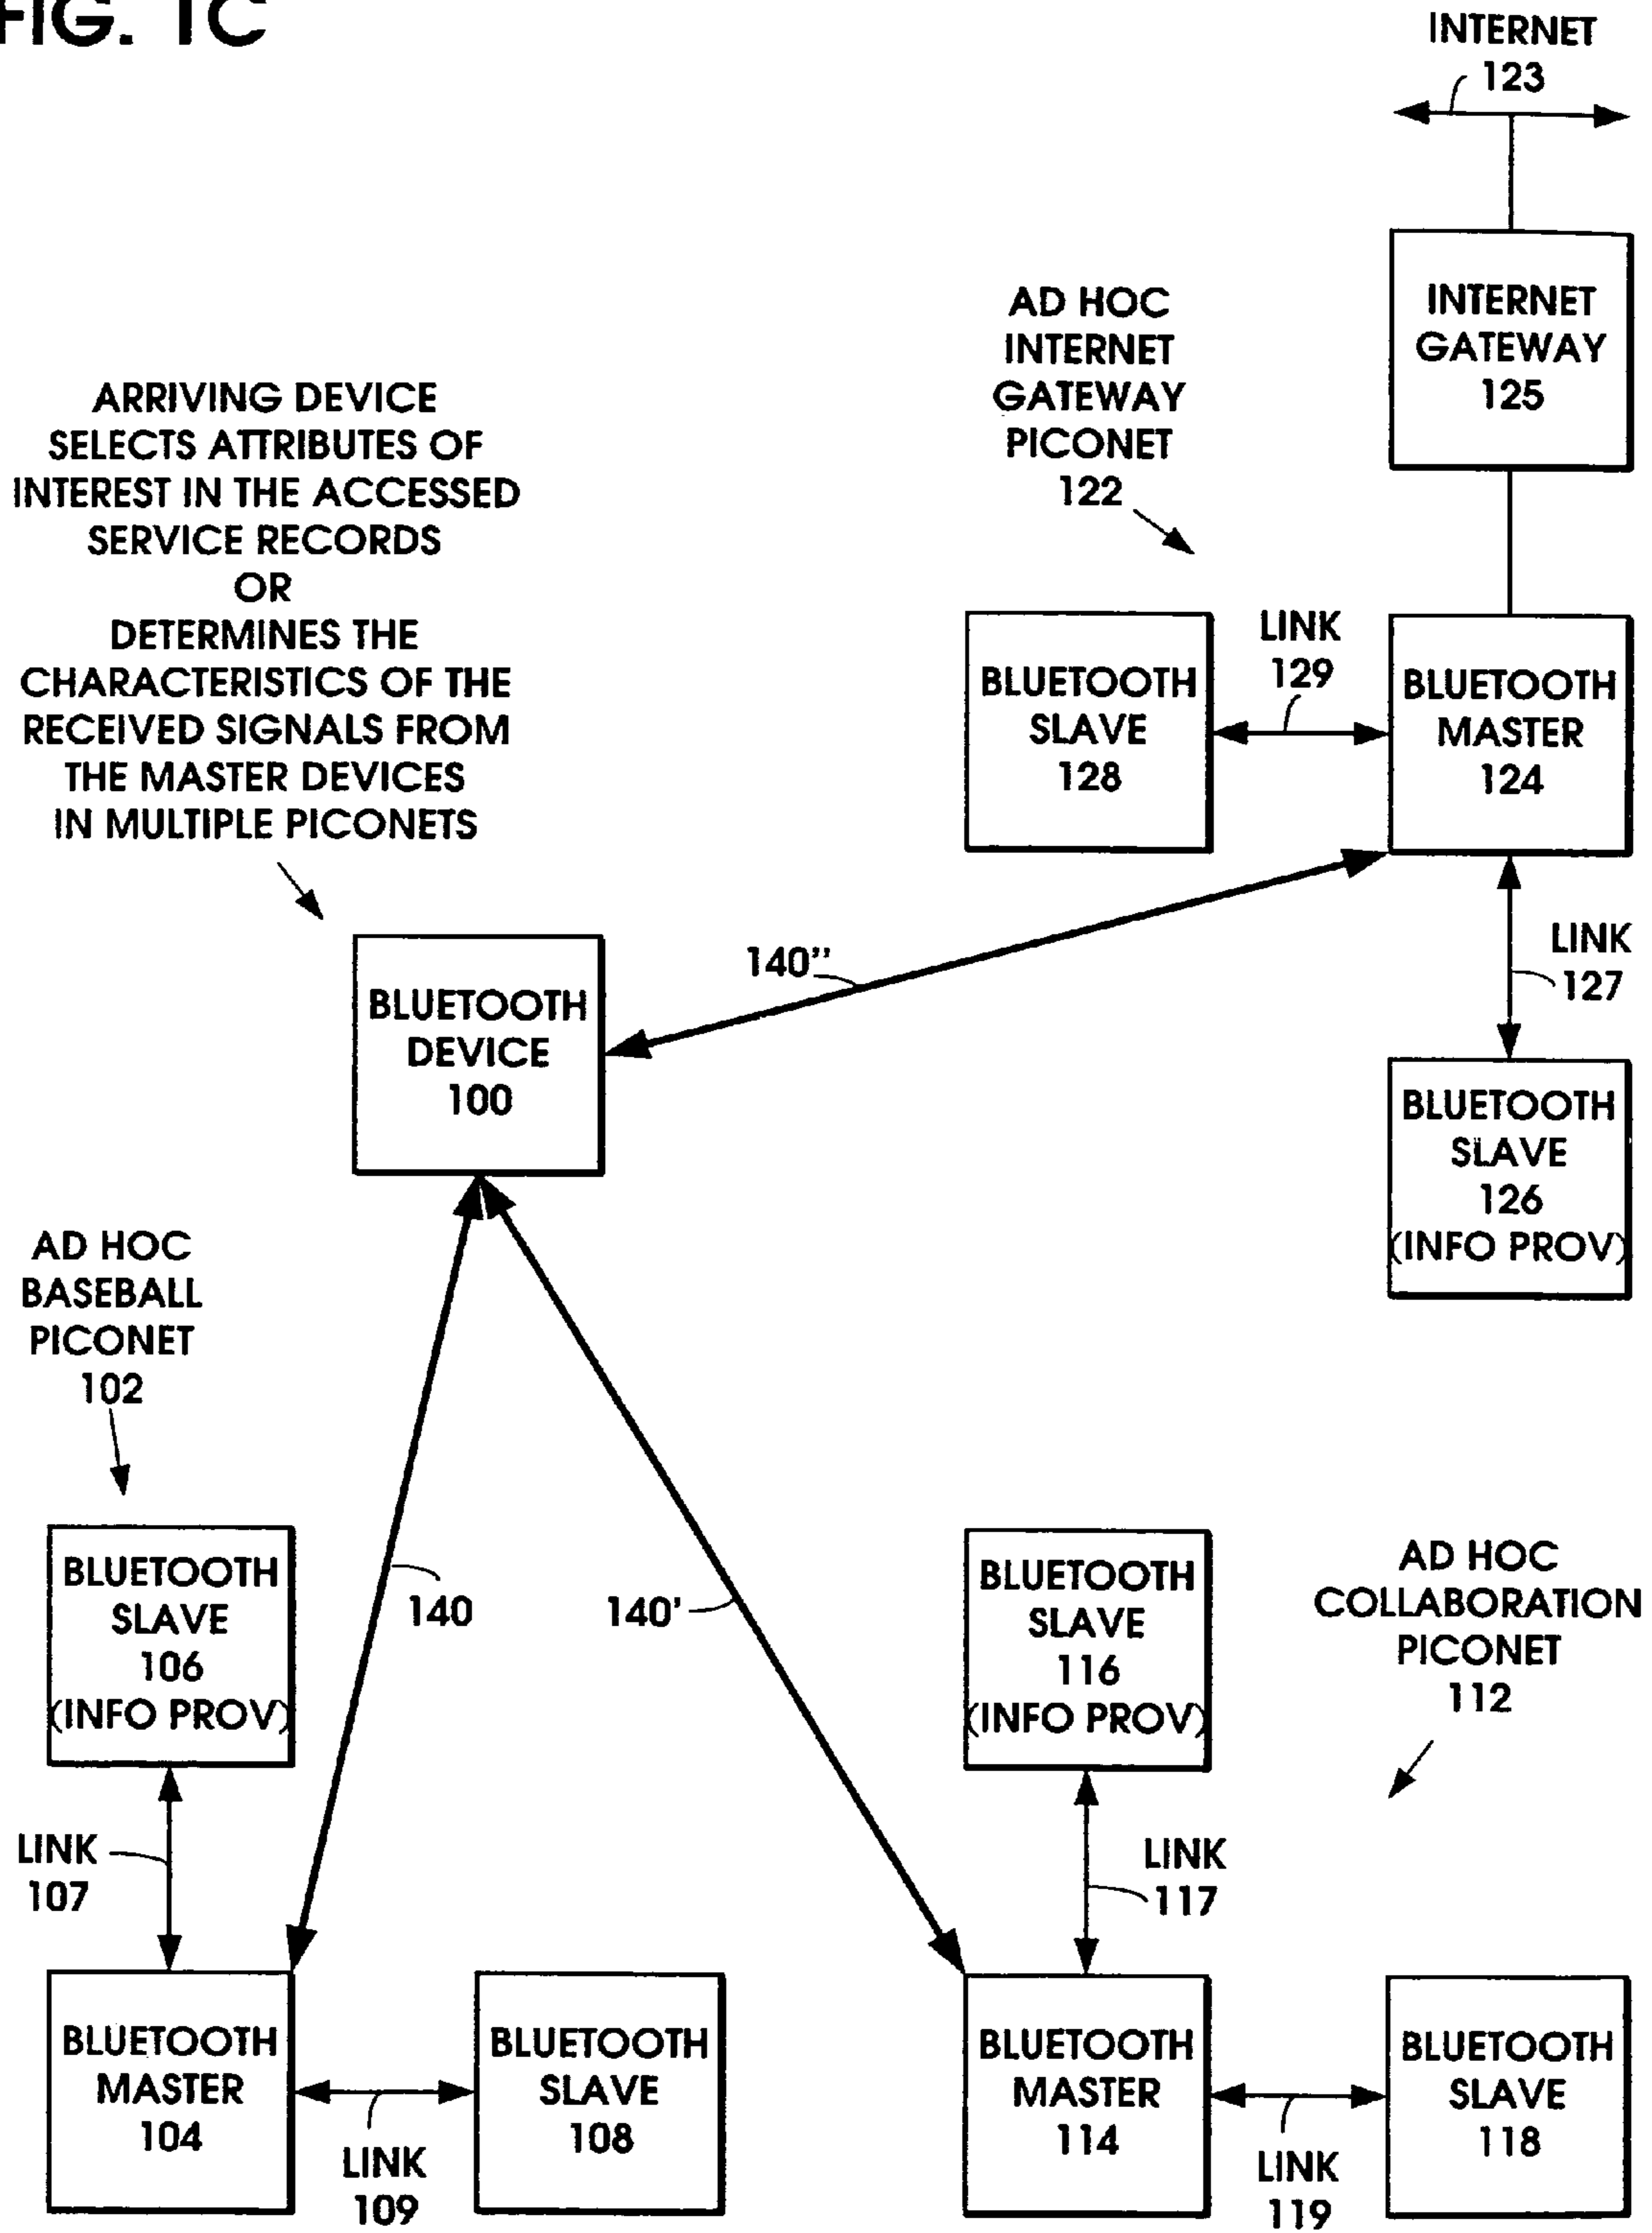 FIG. 1C
INTERNET
123
INTERNET
GATEWAY
125
AD HOC
INTERNET
GATEWAY
PICONET
122
ARRIVING DEVICE
SELECTS ATTRIBUTES OF
INTEREST IN THE ACCESSED
SERVICE RECORDS
OR
DETERMINES THE
CHARACTERISTICS OF THE
RECEIVED SIGNALS FROM
THE MASTER DEVICES
IN MULTIPLE PICONETS
BLUETOOTH
SLAVE
128
LINK
129
BLUETOOTH
MASTER
124
LINK
127
140''
BLUETOOTH
DEVICE
100
BLUETOOTH
SLAVE
126
(INFO PROV)
AD HOC
BASEBALL
PICONET
102
BLUETOOTH
SLAVE
106
(INFO PROV)
140
140'
BLUETOOTH
SLAVE
116
(INFO PROV)
AD HOC
COLLABORATION
PICONET
112
LINK
107
LINK
117
BLUETOOTH
MASTER
104
LINK
109
BLUETOOTH
SLAVE
108
BLUETOOTH
MASTER
114
LINK
119
BLUETOOTH
SLAVE
118